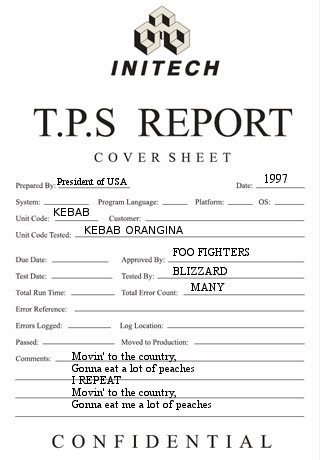 INITECH
T.P.S REPORT
COVER SHEET
Prepared By: President of USA Date: 1997
System: Program Language: Platform: OS:
Unit Code: KEBAB Customer:
Unit Code Tested: KEBAB ORANGINA
Due Date: Approved By: FOO FIGHTERS
Test Date: Tested By: BLIZZARD
Total Run Time: Total Error Count: MANY
Error Reference:
Errors Logged: Log Location:
Passed: Moved to Production:
Comments: Movin' to the country,
Gonna eat a lot of peaches
I REPEAT
Movin' to the country,
Gonna eat me a lot of peaches
CONFIDENTIAL